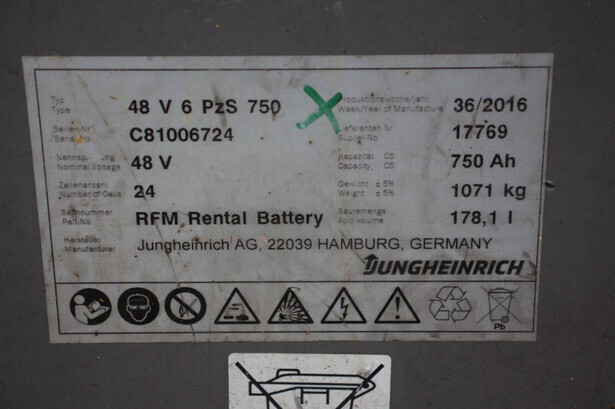 Typ 48 V 6 PzS 750 Produktionswoche/Jahr 36/2016
Type Week/Year of Manufacture
Serien-Nr. C81006724 Lieferanten Nr 17769
Serial-No. Supplier-No
Nennsp ung 48 V Kapazität C5 750 Ah
Nominal Voltage Capacity C5
Zellenanzahl 24 Gewicht ± 5% 1071 kg
Number of Cells Weight ± 5%
Sachnummer RFM Rental Battery Säuremenge 178,1 l
Part-No Acid volume
Hersteller Jungheinrich AG, 22039 HAMBURG, GERMANY
Manufacturer
JUNGHEINRICH
Pb